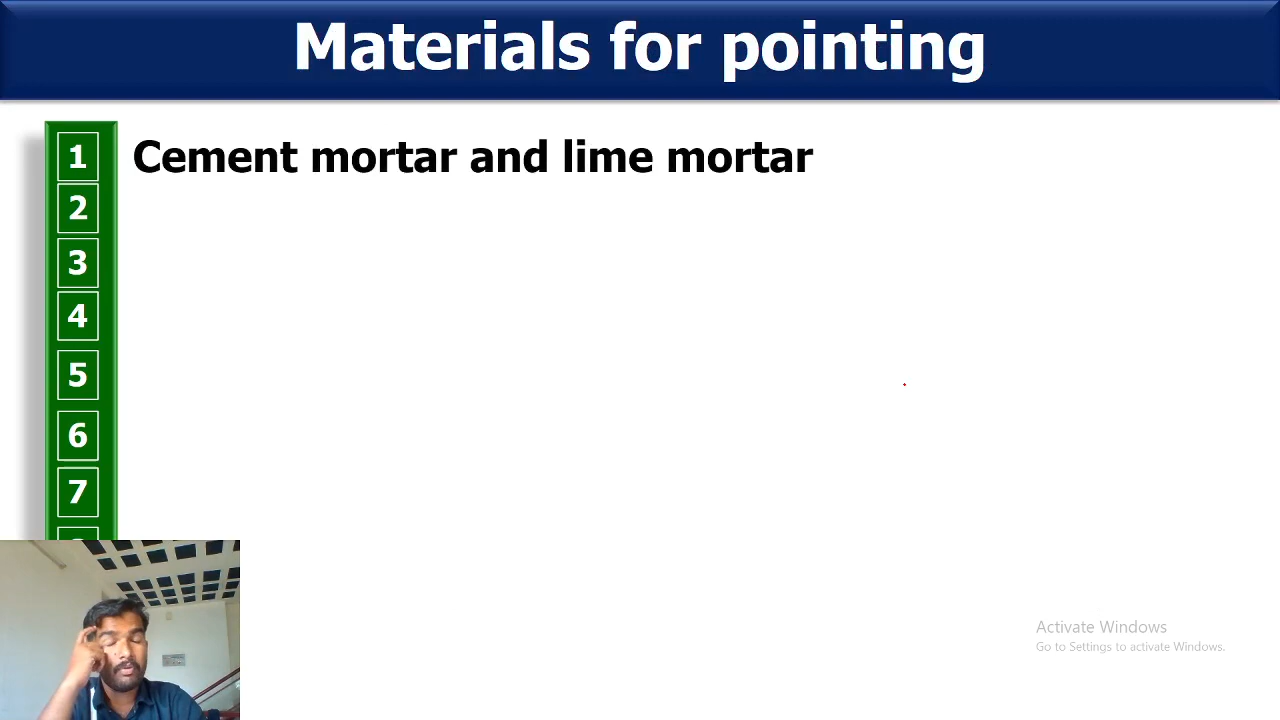 Materials for pointing
1 Cement mortar and lime mortar
2
3
4
5
6
7
Activate Windows
Go to Settings to activate Windows.